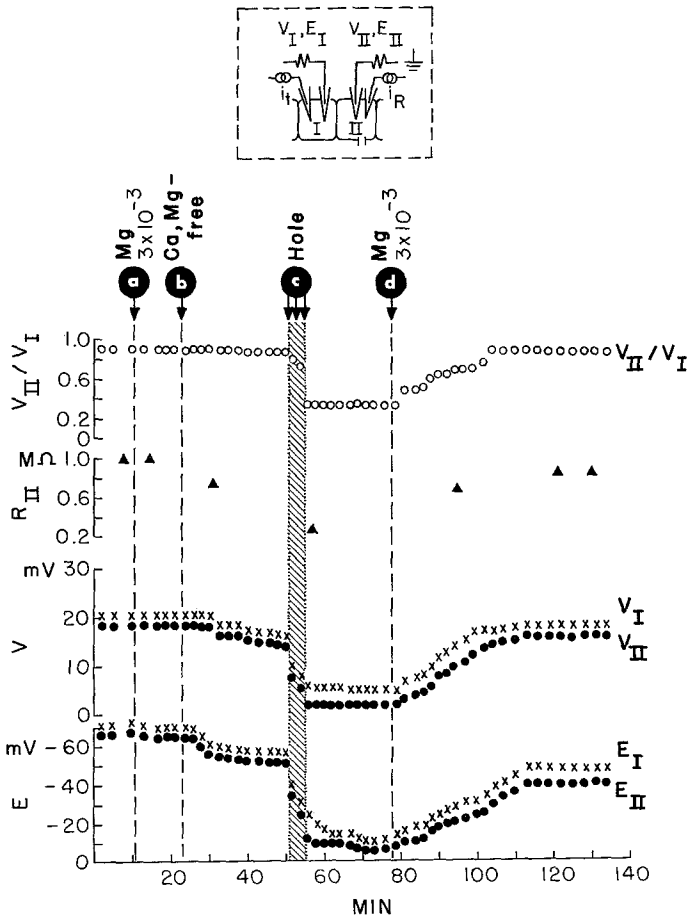 V_I, E_I V_II, E_II
i_t I II i_R
Mg 3x10^-3
Ca, Mg-free
Hole
Mg 3x10^-3
a b c d
V_II/V_I
1.0
0.6
0.2
0
V_II/V_I
R_II MΩ
1.0
0.6
0.2
V mV
30
20
10
0
V_I
V_II
E mV
-60
-40
-20
0
E_I
E_II
0 20 40 60 80 100 120 140
MIN